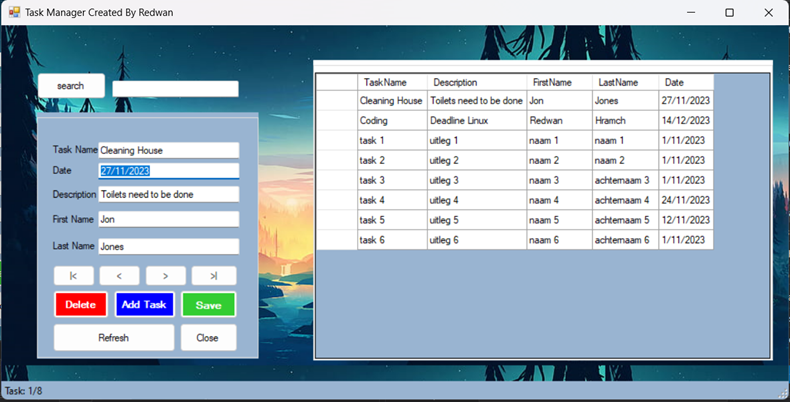 Task Manager Created By Redwan
search
Task Name Cleaning House
Date 27/11/2023
Description Toilets need to be done
First Name Jon
Last Name Jones
|< < > >|
Delete Add Task Save
Refresh Close
TaskName Description FirstName LastName Date
Cleaning House Toilets need to be done Jon Jones 27/11/2023
Coding Deadline Linux Redwan Hramch 14/12/2023
task 1 uitleg 1 naam 1 naam 1 1/11/2023
task 2 uitleg 2 naam 2 naam 2 1/11/2023
task 3 uitleg 3 naam 3 achternaam 3 1/11/2023
task 4 uitleg 4 naam 4 achternaam 4 24/11/2023
task 5 uitleg 5 naam 5 achternaam 5 12/11/2023
task 6 uitleg 6 naam 6 achternaam 6 1/11/2023
Task: 1/8